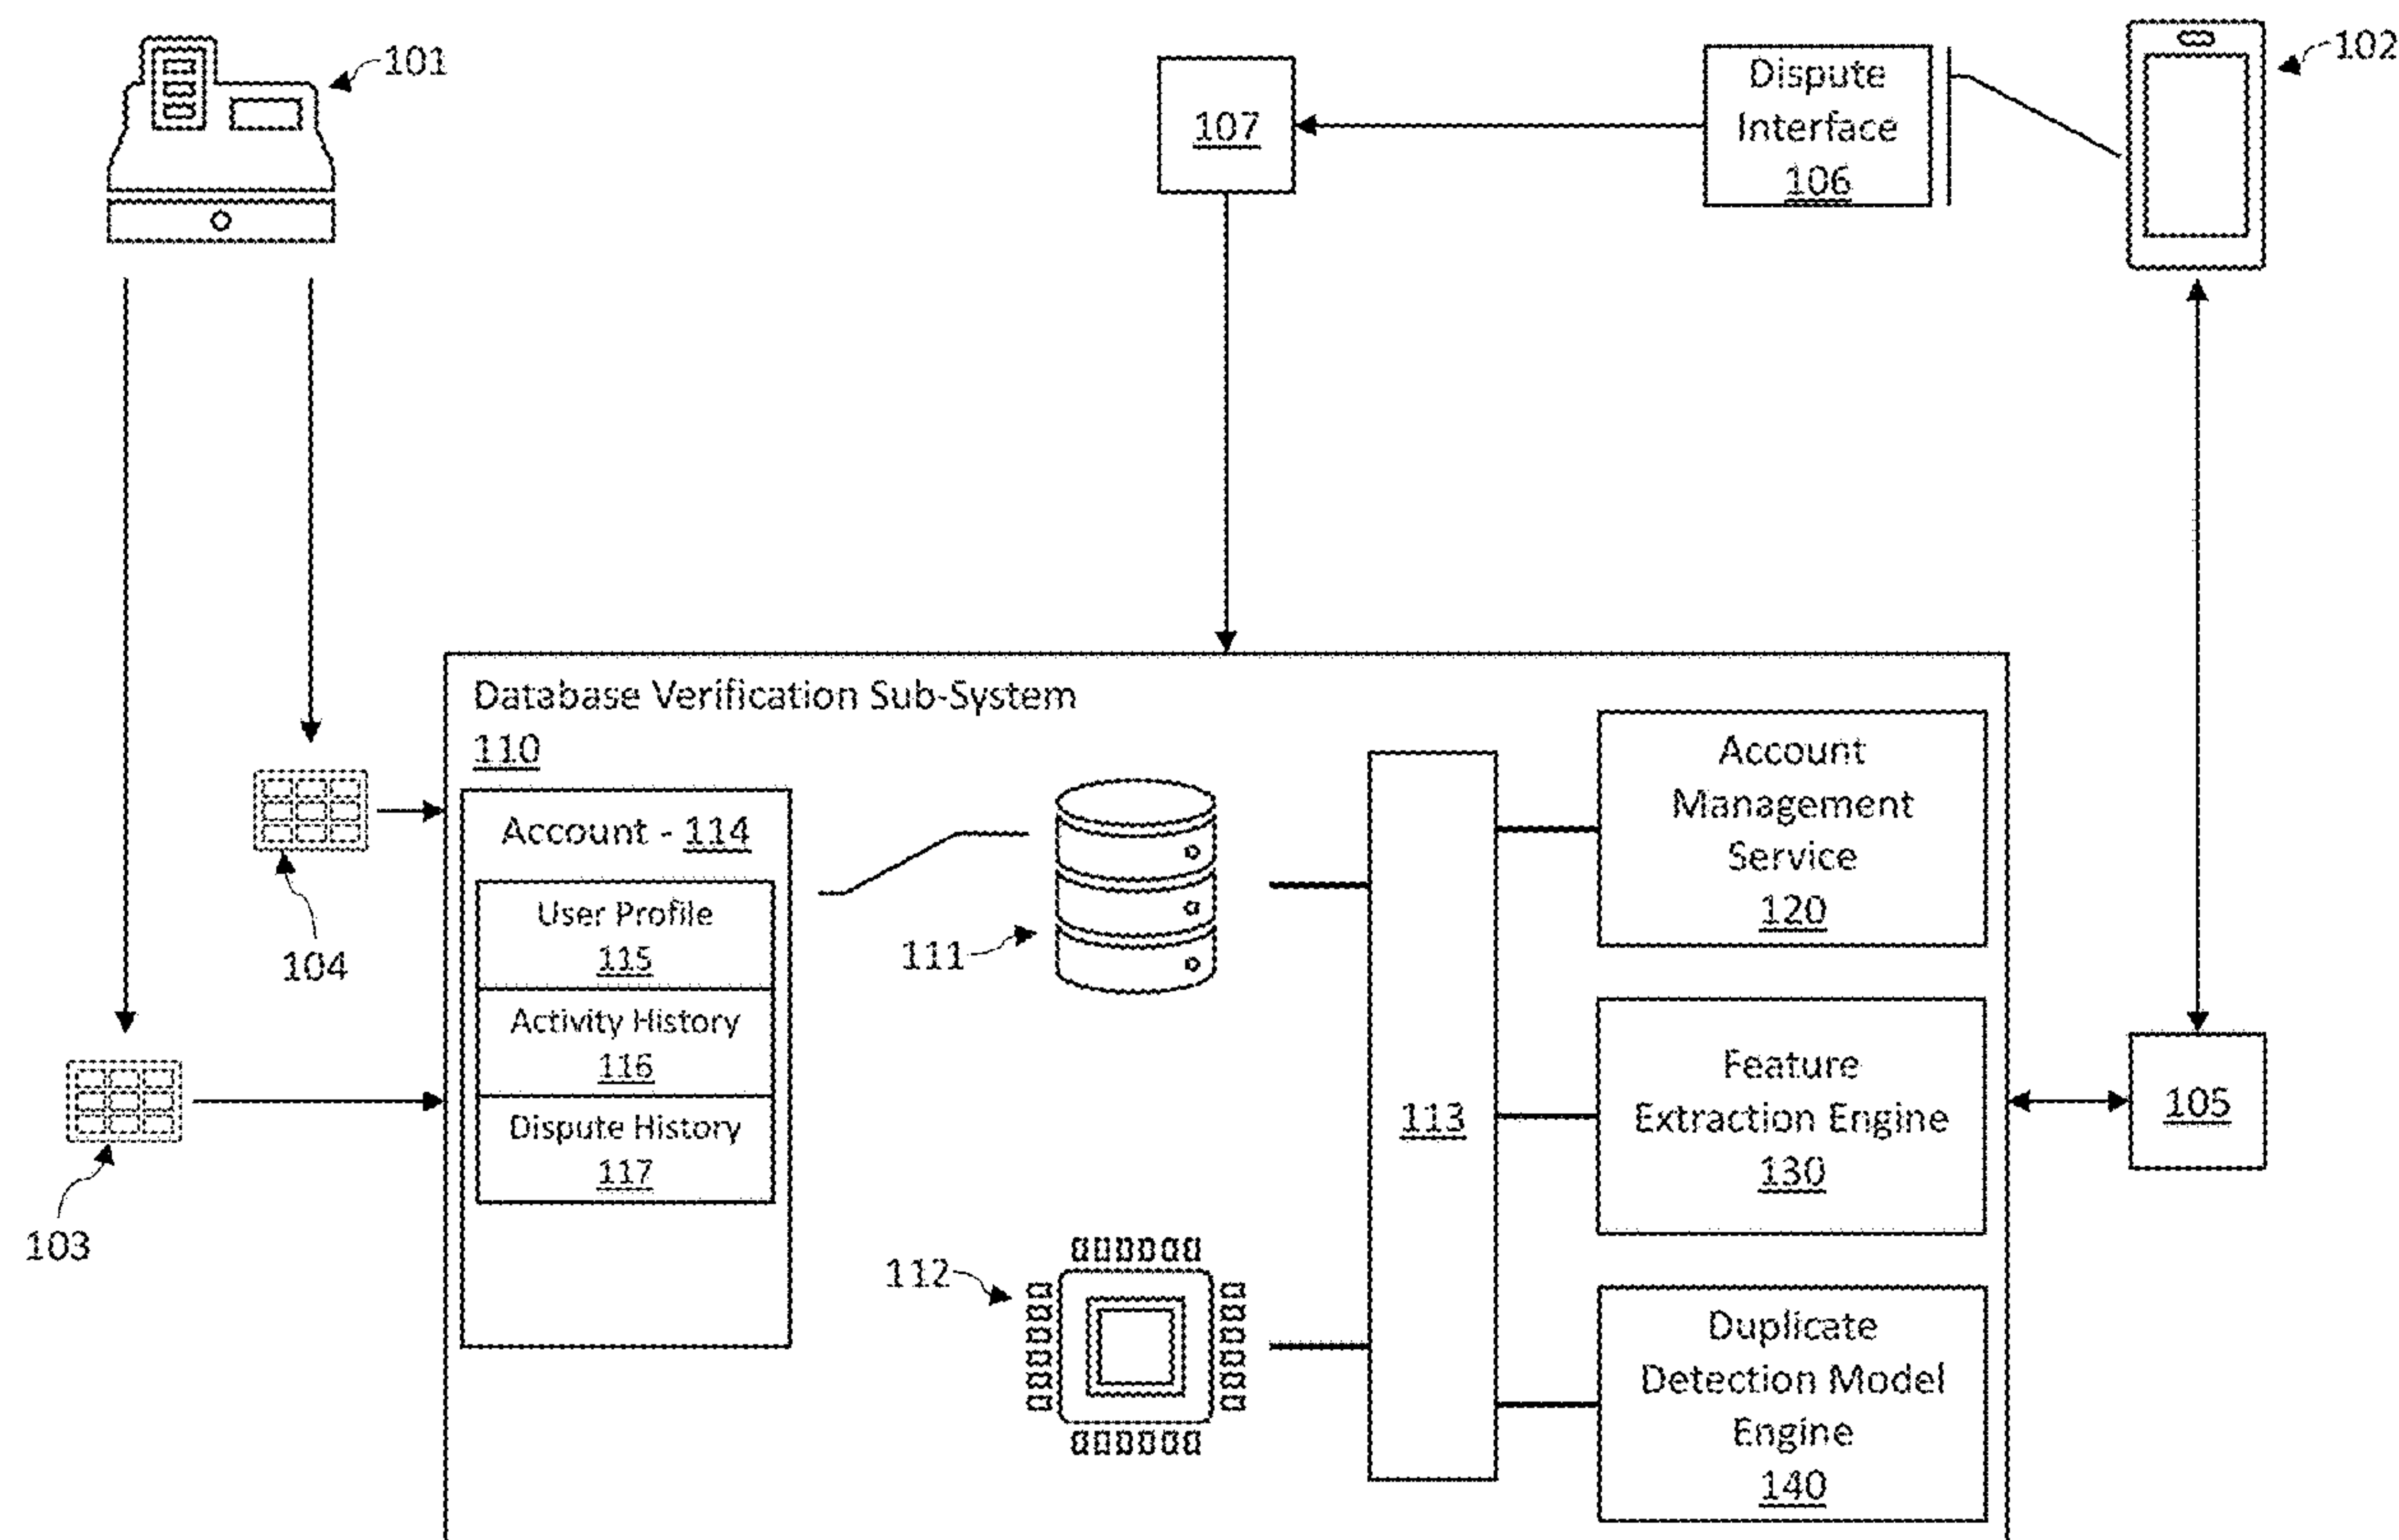 101
107
Dispute
Interface
106
102
Database Verification Sub-System
110
Account - 114
User Profile
115
Activity History
116
Dispute History
117
104
103
111
112
113
Account
Management
Service
120
Feature
Extraction Engine
130
Duplicate
Detection Model
Engine
140
105